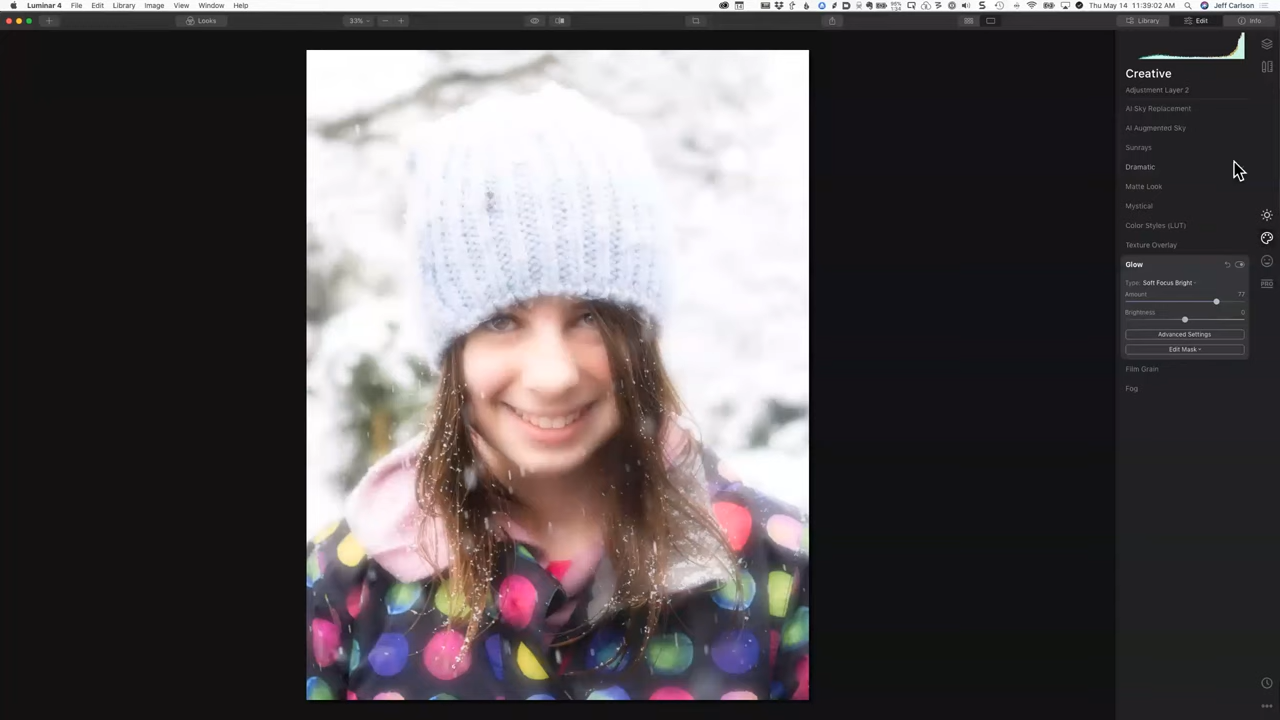 Luminar 4 File Edit Luminar Library Image View Window Help Thu May 14 11:39:02 AM Jeff Carlson
Looks 33% Library Edit Info
Creative
Adjustment Layer 2
AI Sky Replacement
AI Augmented Sky
Sunrays
Dramatic
Matte Look
Mystical
Color Styles (LUT)
Texture Overlay
Glow
Type: Soft Focus Bright
Amount 77
Brightness 0
Advanced Settings
Edit Mask
Film Grain
Fog
PRO